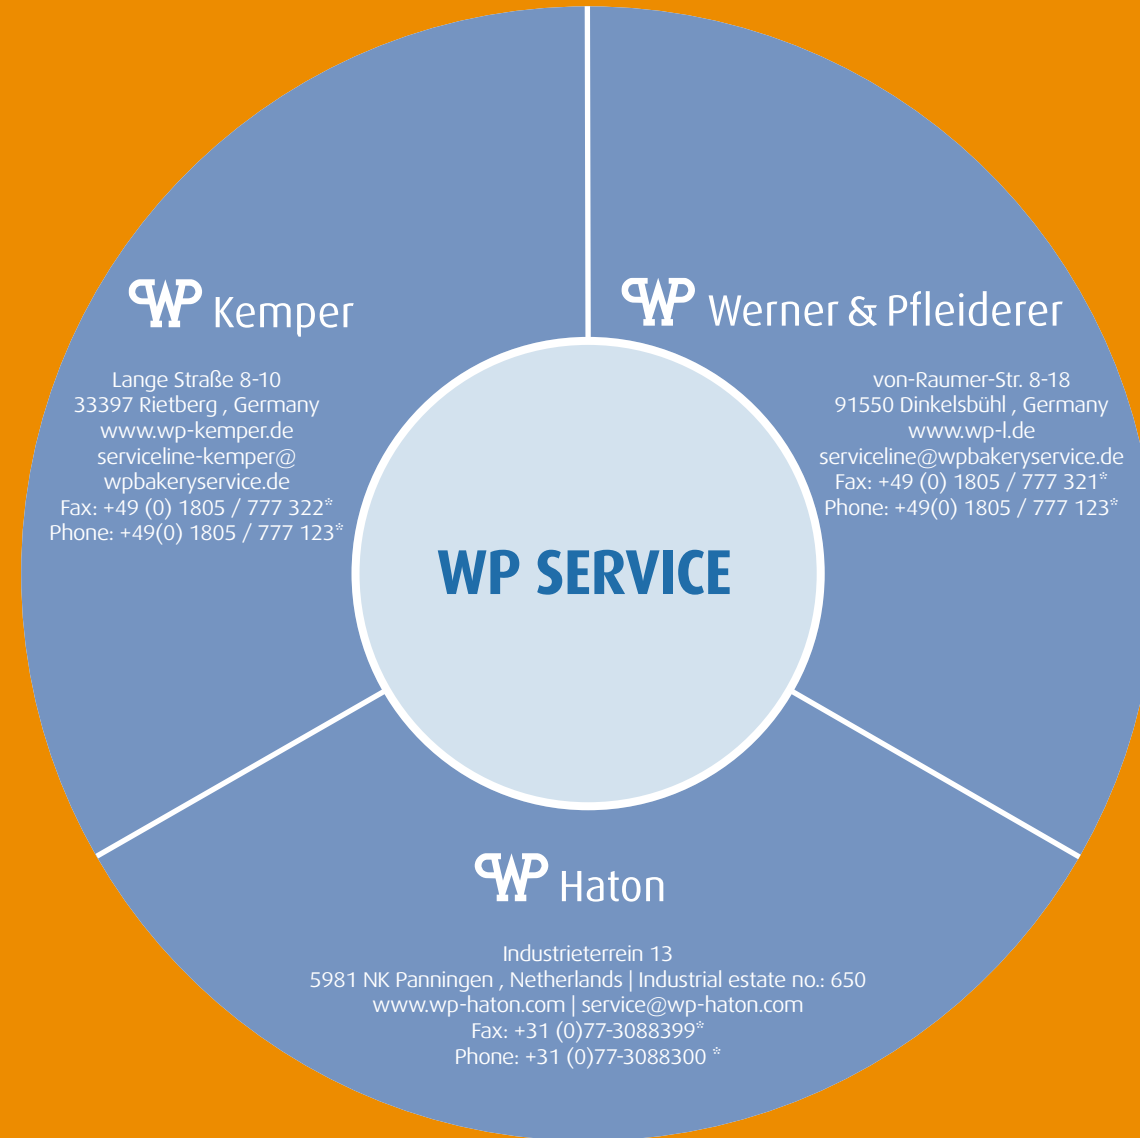 WP Kemper
Lange Straße 8-10
33397 Rietberg , Germany
www.wp-kemper.de
serviceline-kemper@
wpbakeryservice.de
Fax: +49 (0) 1805 / 777 322*
Phone: +49(0) 1805 / 777 123*
WP Werner & Pfleiderer
von-Raumer-Str. 8-18
91550 Dinkelsbühl , Germany
www.wp-l.de
serviceline@wpbakeryservice.de
Fax: +49 (0) 1805 / 777 321*
Phone: +49(0) 1805 / 777 123*
WP SERVICE
WP Haton
Industrieterrein 13
5981 NK Panningen , Netherlands | Industrial estate no.: 650
www.wp-haton.com | service@wp-haton.com
Fax: +31 (0)77-3088399*
Phone: +31 (0)77-3088300 *